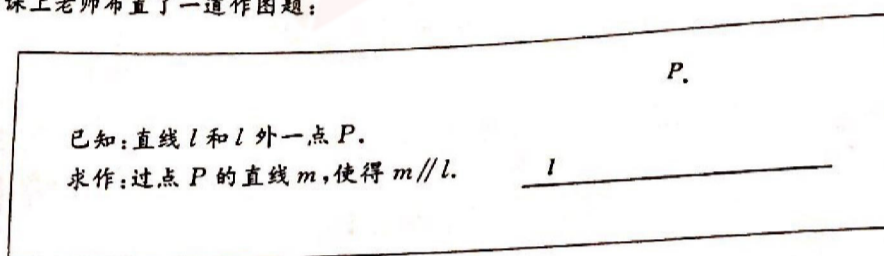 课上老师布置了一道作图题:
P.
已知:直线 l 和 l 外一点 P.
求作:过点 P 的直线 m,使得 m∥l.
l